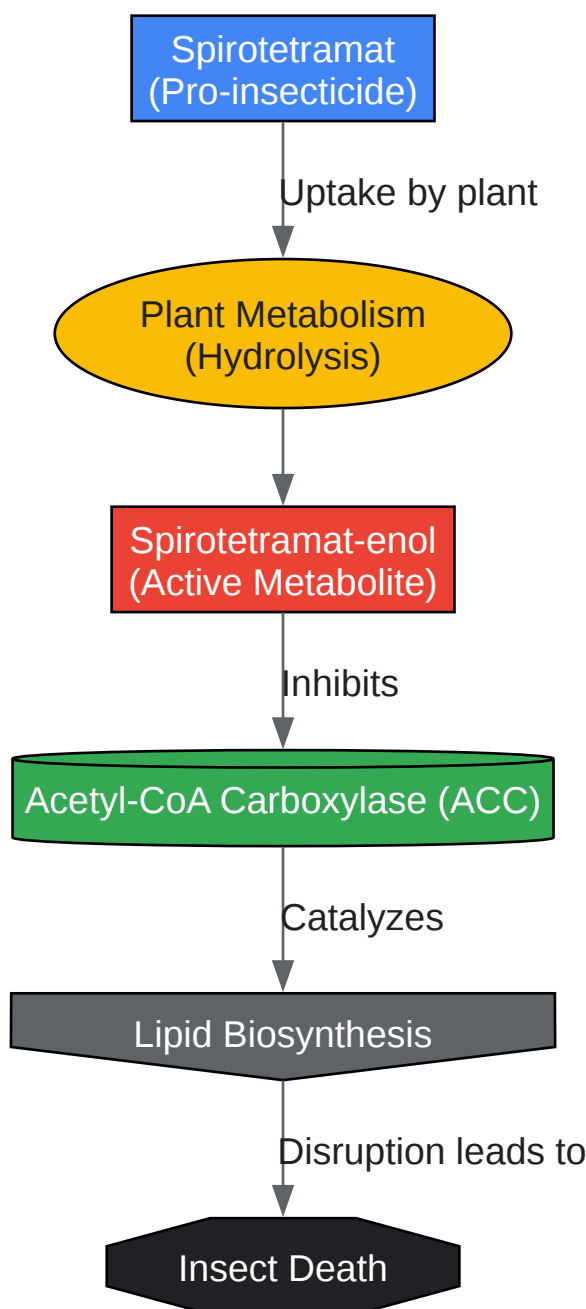 Spirotetramat
(Pro-insecticide)
Uptake by plant
Plant Metabolism
(Hydrolysis)
Spirotetramat-enol
(Active Metabolite)
Inhibits
Acetyl-CoA Carboxylase (ACC)
Catalyzes
Lipid Biosynthesis
Disruption leads to
Insect Death